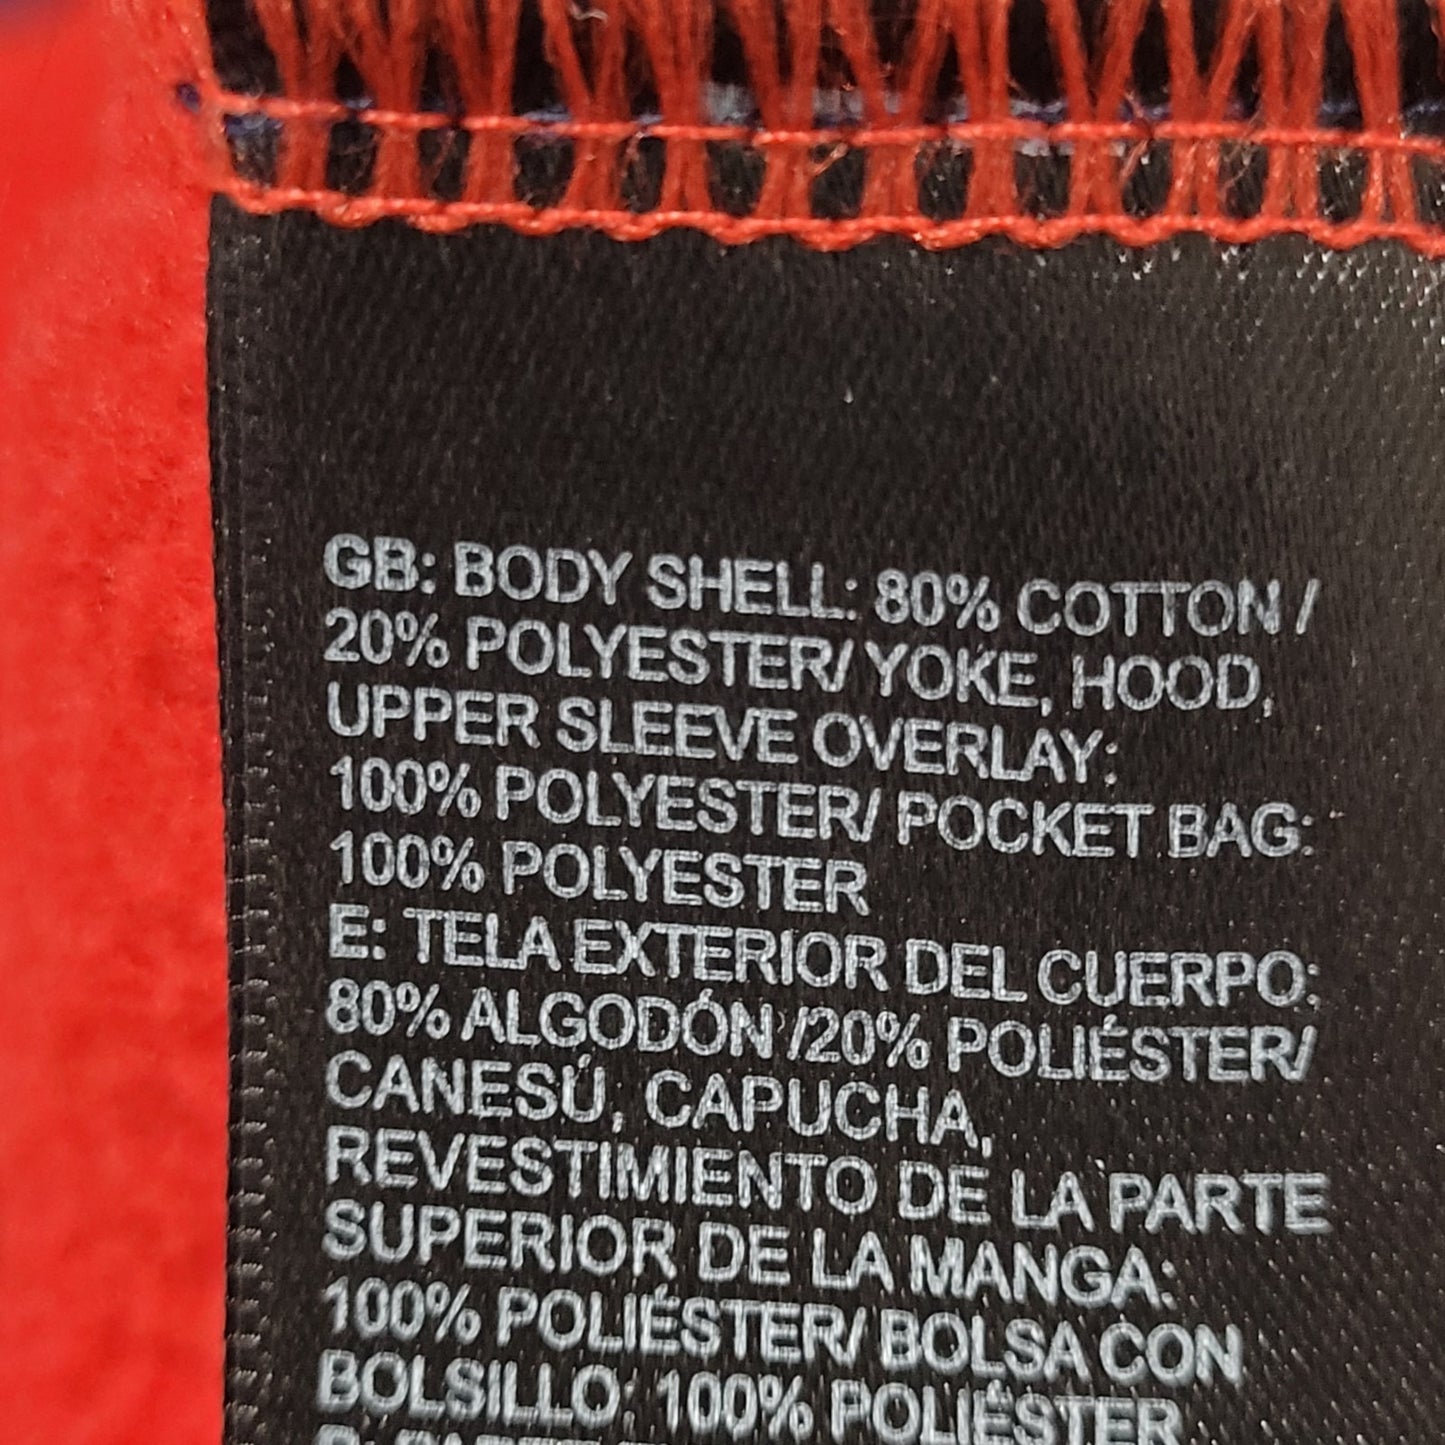 GB: BODY SHELL: 80% COTTON /
20% POLYESTER/ YOKE, HOOD,
UPPER SLEEVE OVERLAY:
100% POLYESTER/ POCKET BAG:
100% POLYESTER
E: TELA EXTERIOR DEL CUERPO:
80% ALGODÓN /20% POLIÉSTER/
CANESÚ, CAPUCHA,
REVESTIMIENTO DE LA PARTE
SUPERIOR DE LA MANGA:
100% POLIÉSTER/ BOLSA CON
BOLSILLO: 100% POLIÉSTER